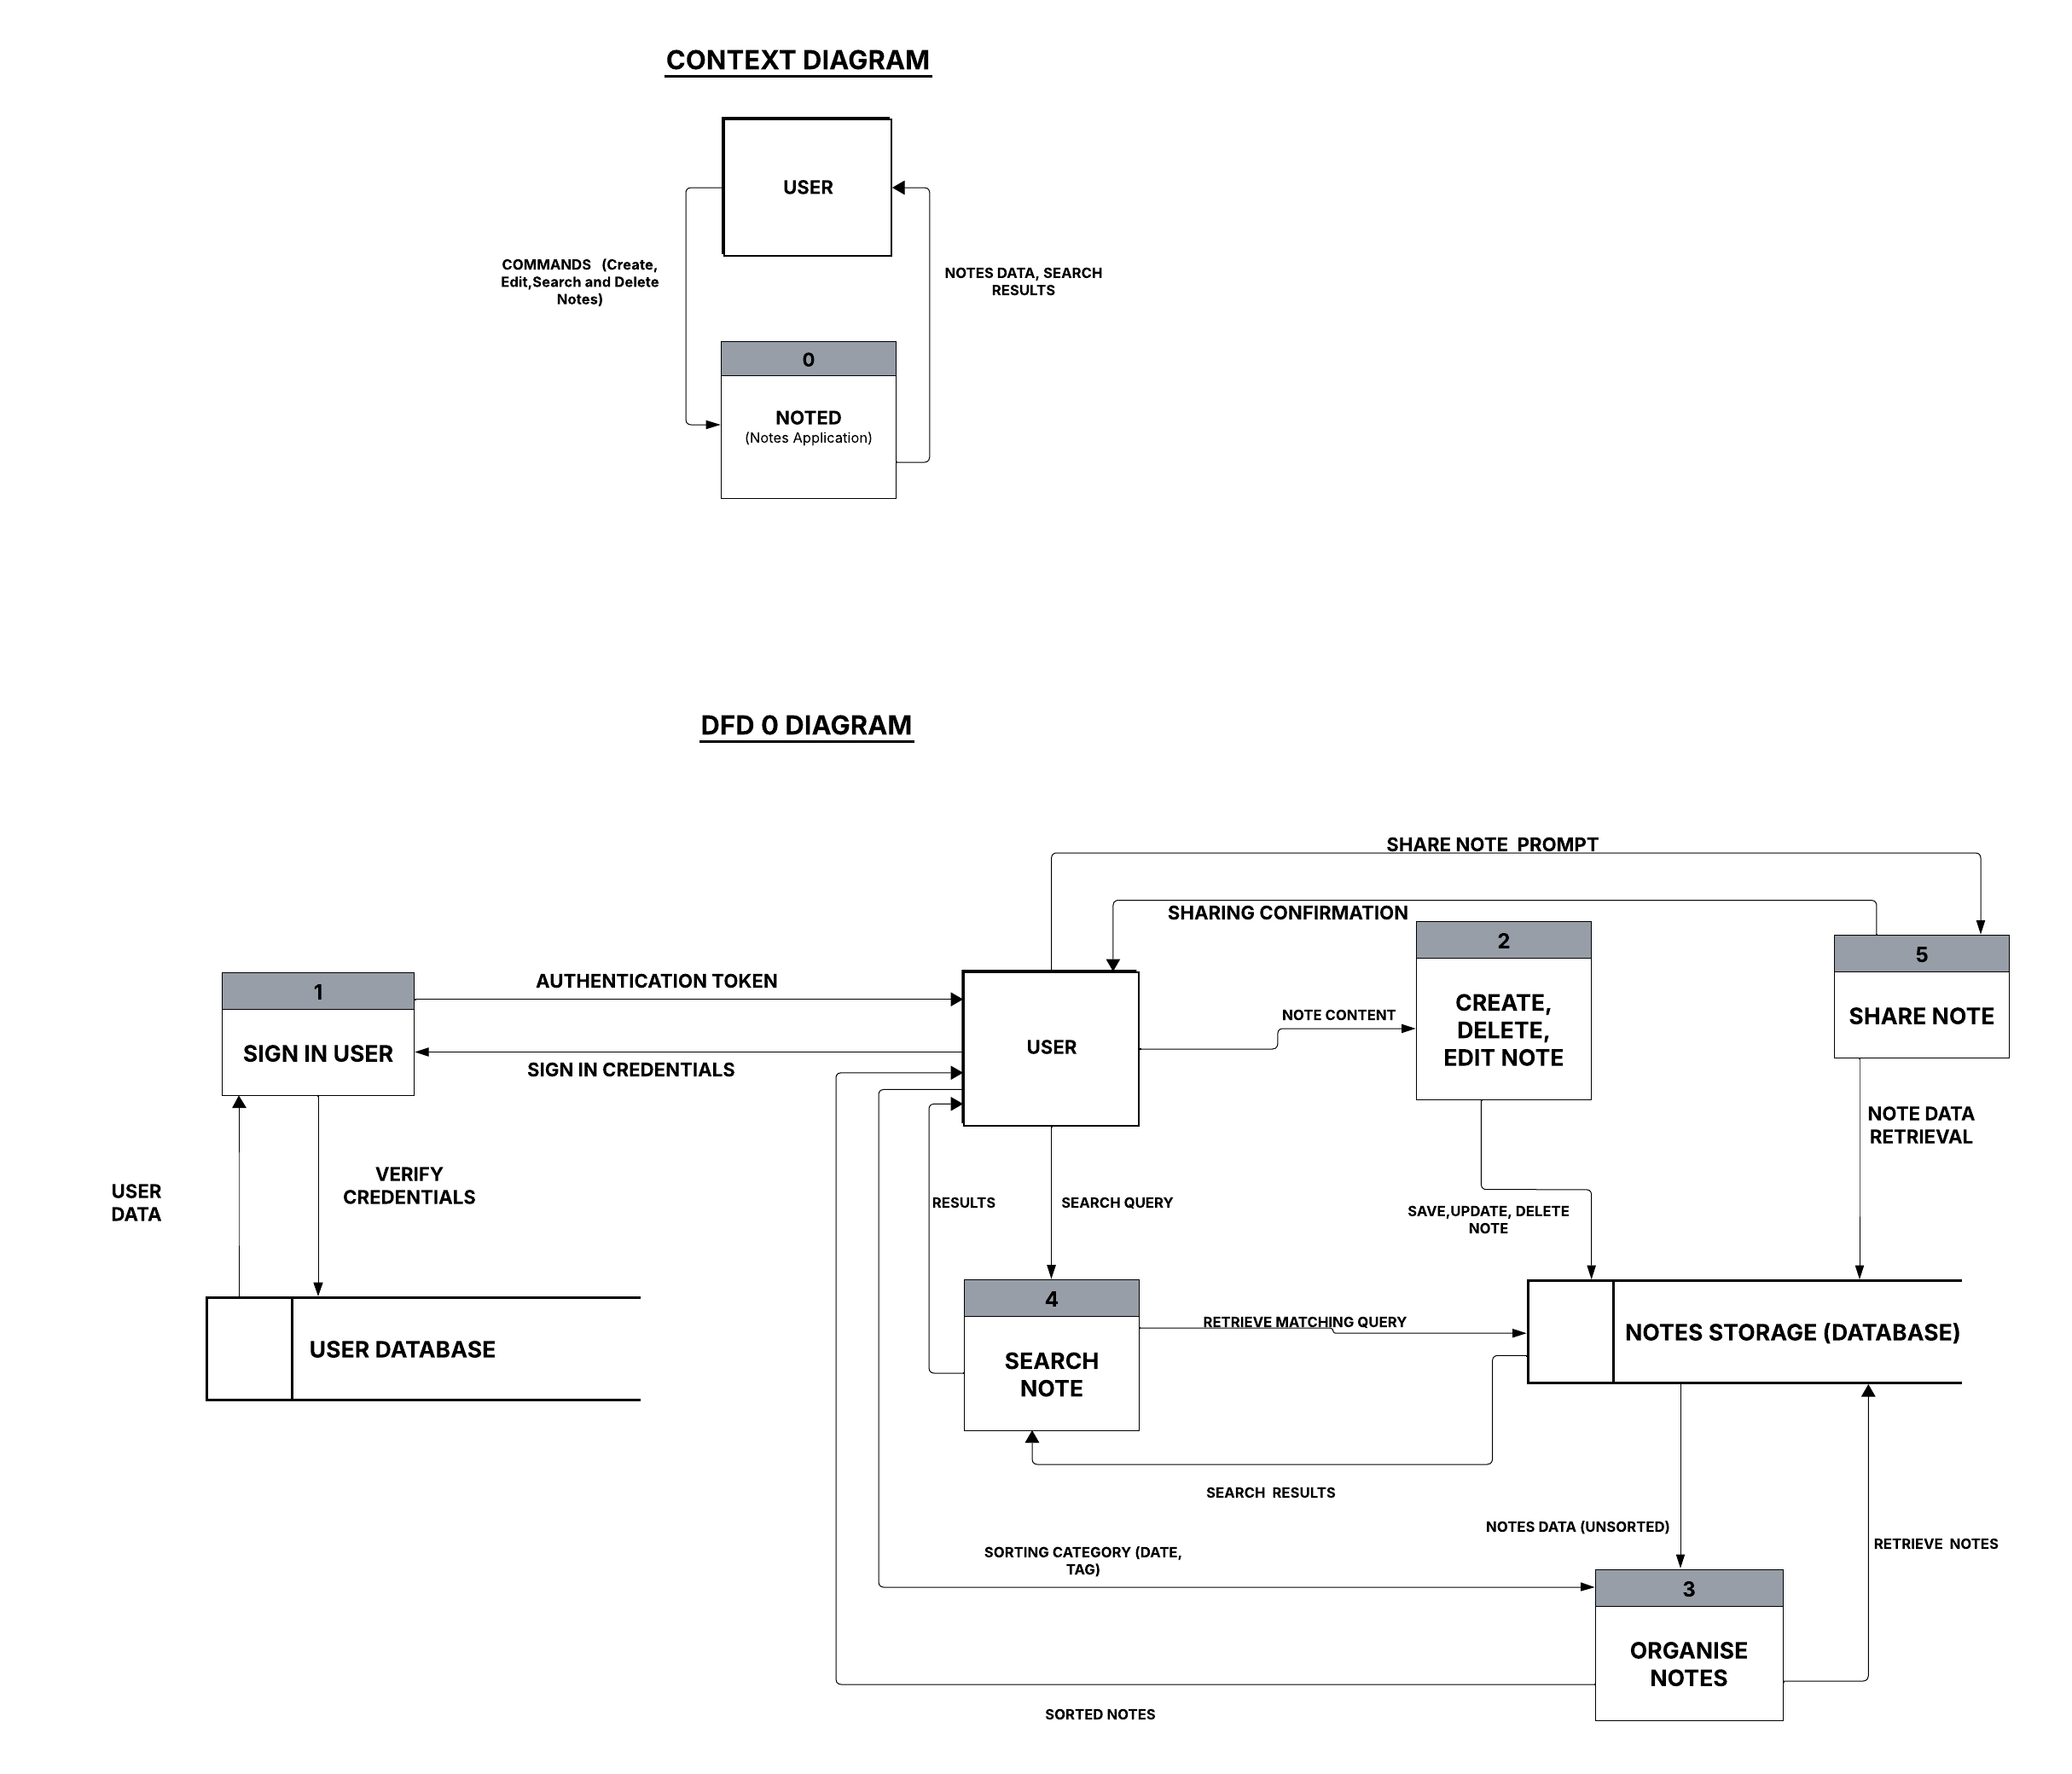 CONTEXT DIAGRAM
USER
COMMANDS (Create,
Edit,Search and Delete
Notes)
NOTES DATA, SEARCH
RESULTS
0
NOTED
(Notes Application)
DFD 0 DIAGRAM
SHARE NOTE PROMPT
SHARING CONFIRMATION
2
CREATE,
DELETE,
EDIT NOTE
5
SHARE NOTE
1
SIGN IN USER
AUTHENTICATION TOKEN
SIGN IN CREDENTIALS
USER
NOTE CONTENT
NOTE DATA
RETRIEVAL
VERIFY
CREDENTIALS
USER
DATA
RESULTS
SEARCH QUERY
SAVE,UPDATE, DELETE
NOTE
4
SEARCH
NOTE
RETRIEVE MATCHING QUERY
NOTES STORAGE (DATABASE)
USER DATABASE
SEARCH RESULTS
NOTES DATA (UNSORTED)
RETRIEVE NOTES
SORTING CATEGORY (DATE,
TAG)
3
ORGANISE
NOTES
SORTED NOTES